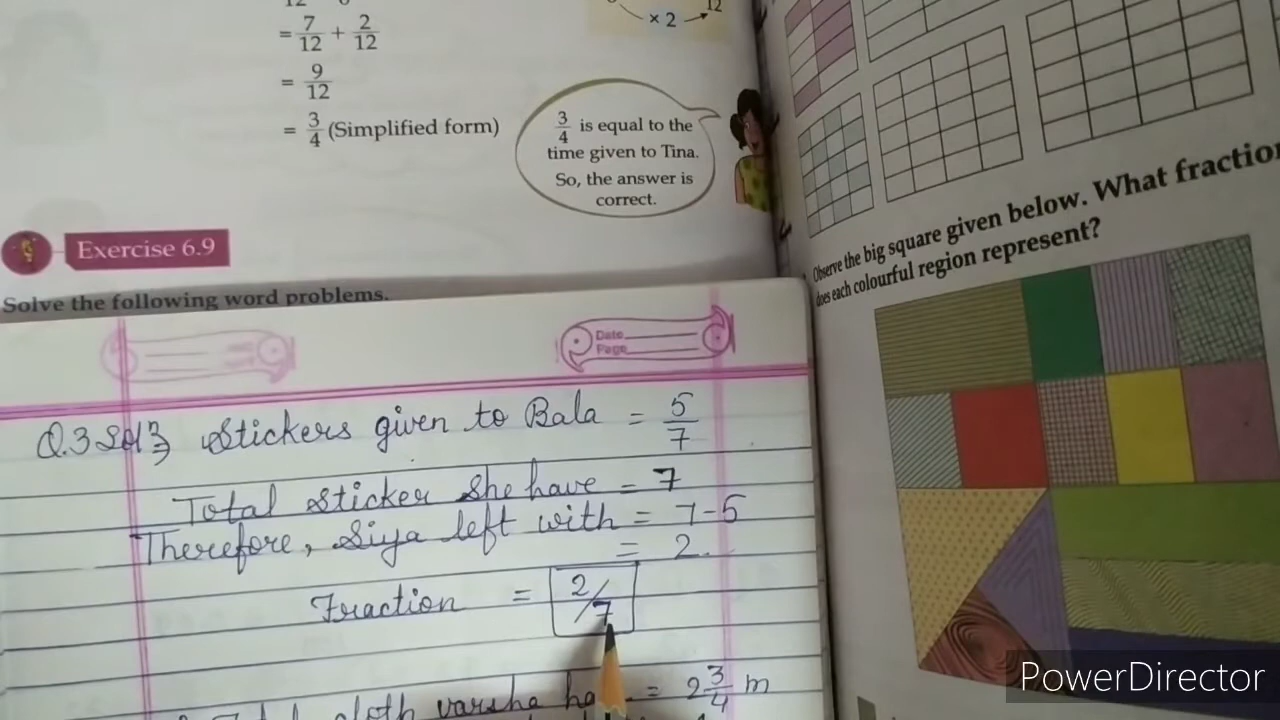 = 7/12 + 2/12
= 9/12
= 3/4 (Simplified form)
× 2
12
3/4 is equal to the
time given to Tina.
So, the answer is
correct.
Exercise 6.9
Solve the following word problems.
Date
Page
Q.3 Sol? Stickers given to Bala = 5/7
Total Sticker She have = 7
Therefore, Siya left with = 7-5
= 2.
Fraction = 2/7
cloth varsha ha = 2 3/4 m
Observe the big square given below. What fraction
does each colourful region represent?
PowerDirector